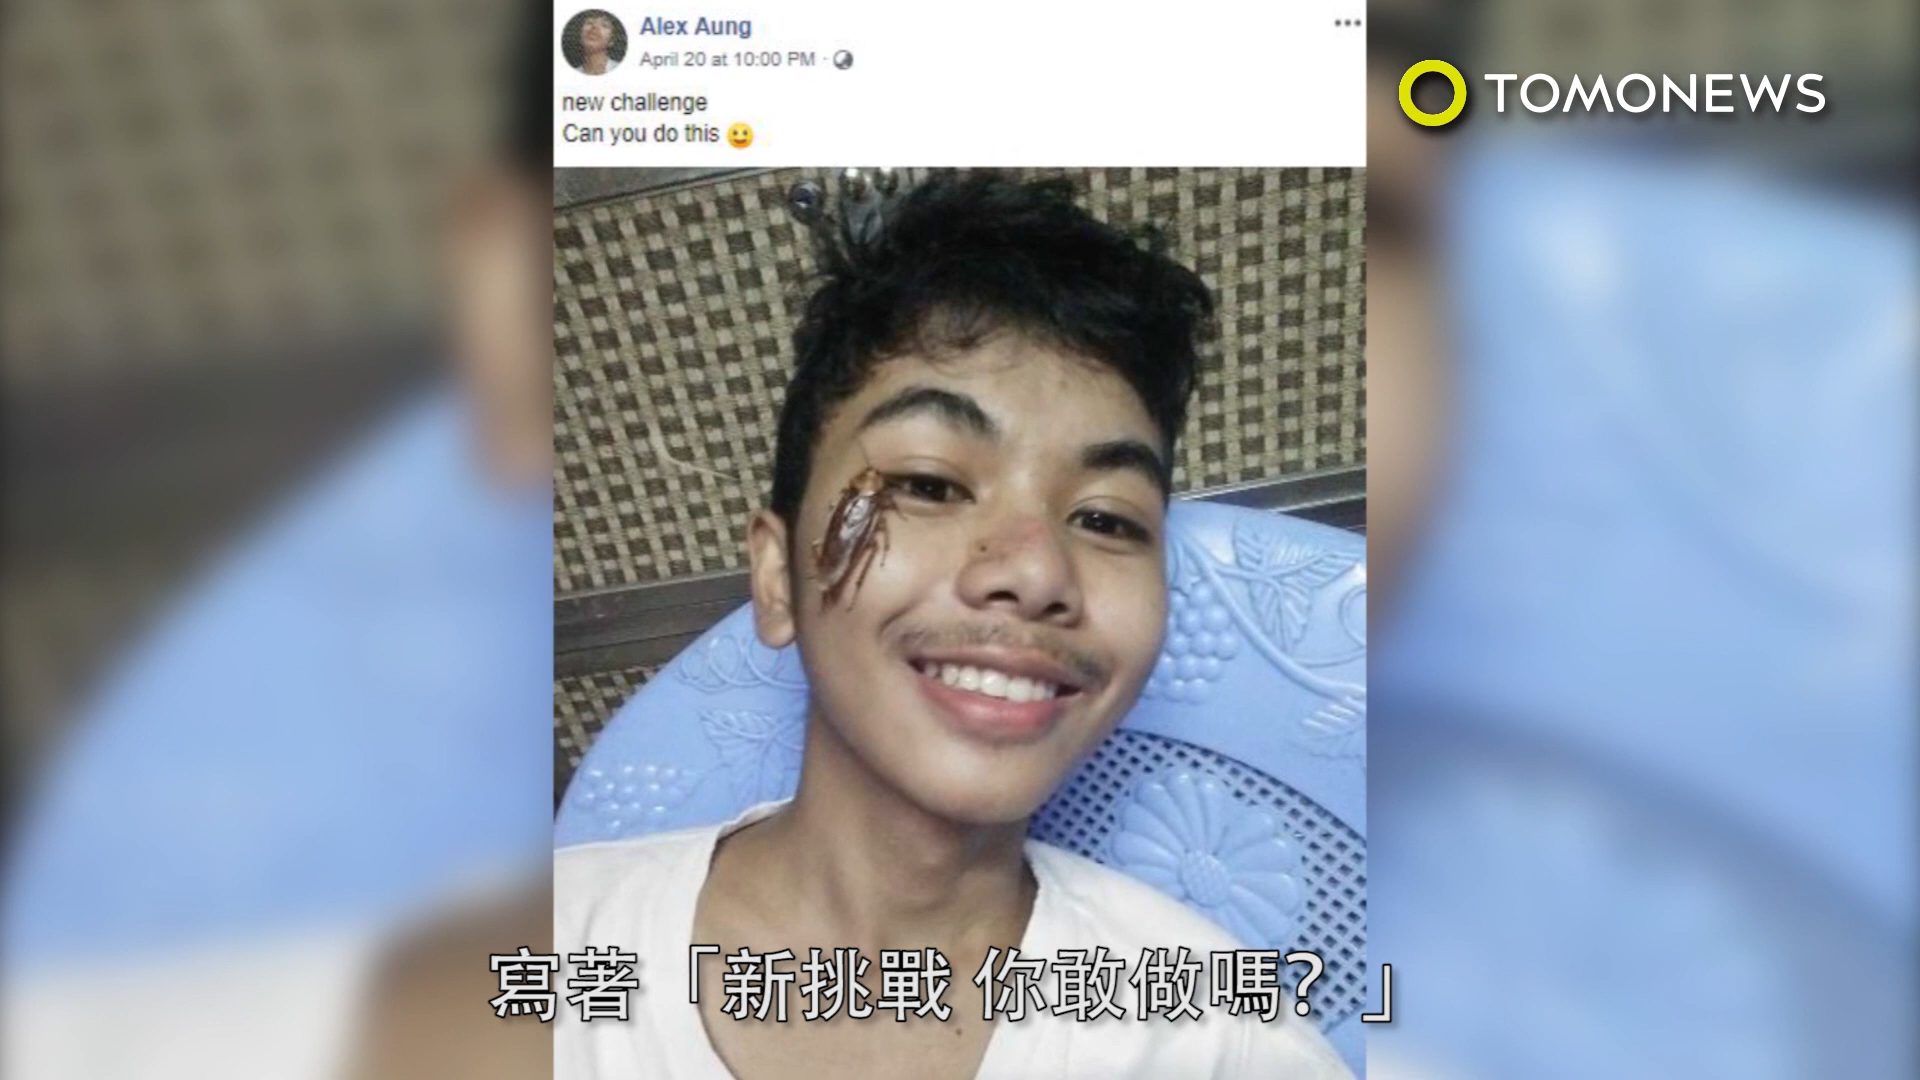 Alex Aung
April 20 at 10:00 PM ·
new challenge
Can you do this 😃
TOMONEWS
寫著「新挑戰 你敢做嗎？」